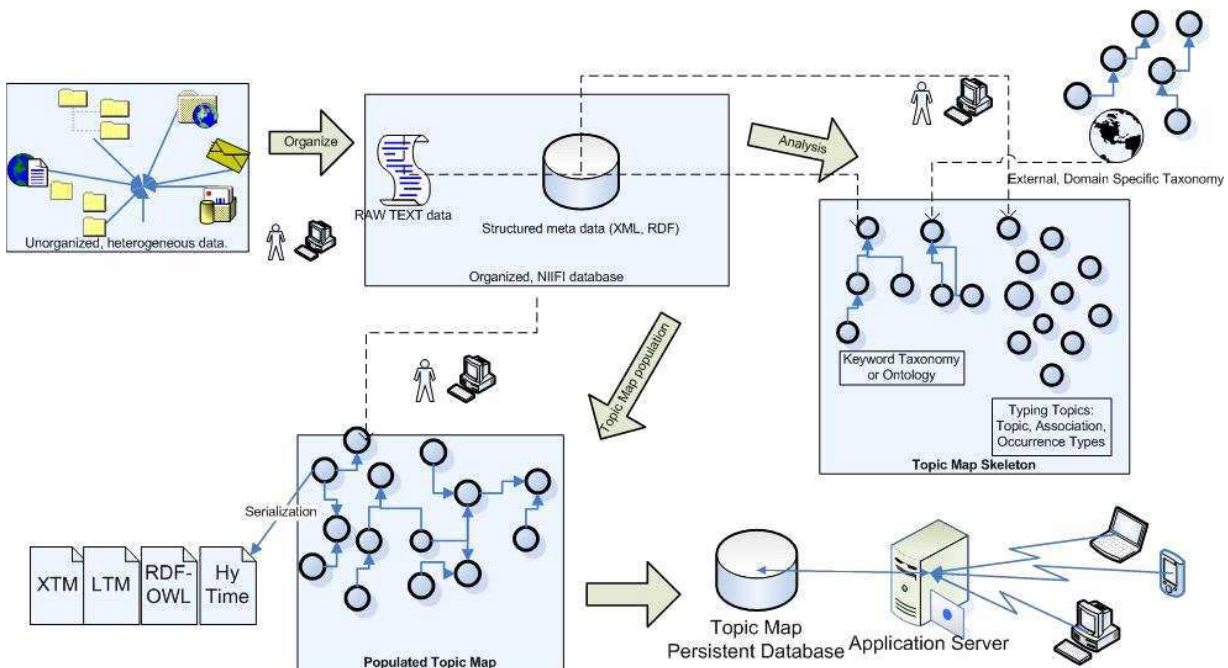 Unorganized, heterogeneous data.
Organize
RAW TEXT data
Structured meta data (XML, RDF)
Organized, NIIFI database
Analysis
External, Domain Specific Taxonomy
Keyword Taxonomy
or Ontology
Typing Topics:
Topic, Association,
Occurrence Types
Topic Map Skeleton
Topic Map population
Serialization
XTM
LTM
RDF-
OWL
Hy
Time
Populated Topic Map
Topic Map
Persistent Database
Application Server